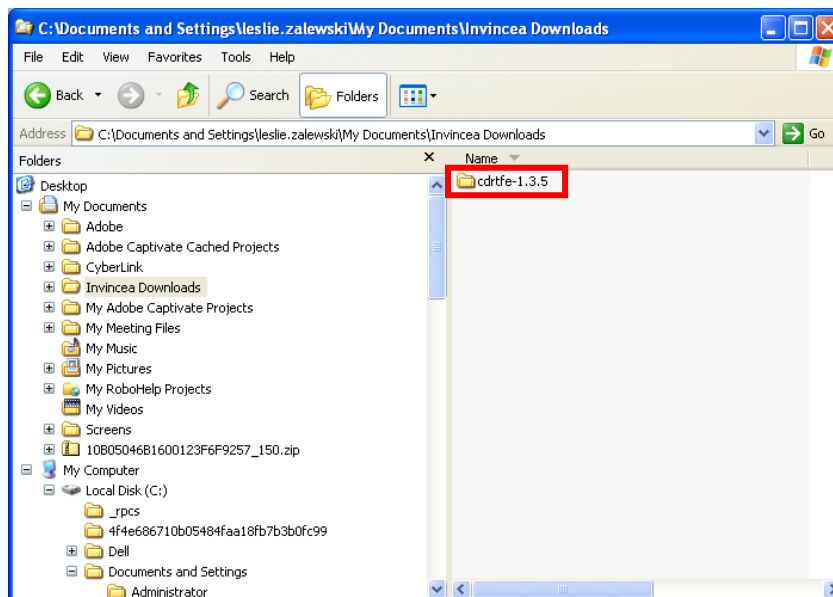 C:\Documents and Settings\leslie.zalewski\My Documents\Invincea Downloads
File Edit View Favorites Tools Help
Back Search Folders
Address C:\Documents and Settings\leslie.zalewski\My Documents\Invincea Downloads Go
Folders Name
Desktop cdrtfe-1.3.5
My Documents
Adobe
Adobe Captivate Cached Projects
CyberLink
Invincea Downloads
My Adobe Captivate Projects
My Meeting Files
My Music
My Pictures
My RoboHelp Projects
My Videos
Screens
10B05046B1600123F6F9257_150.zip
My Computer
Local Disk (C:)
_rpcs
4f4e686710b05484faa18fb7b3b0fc99
Dell
Documents and Settings
Administrator